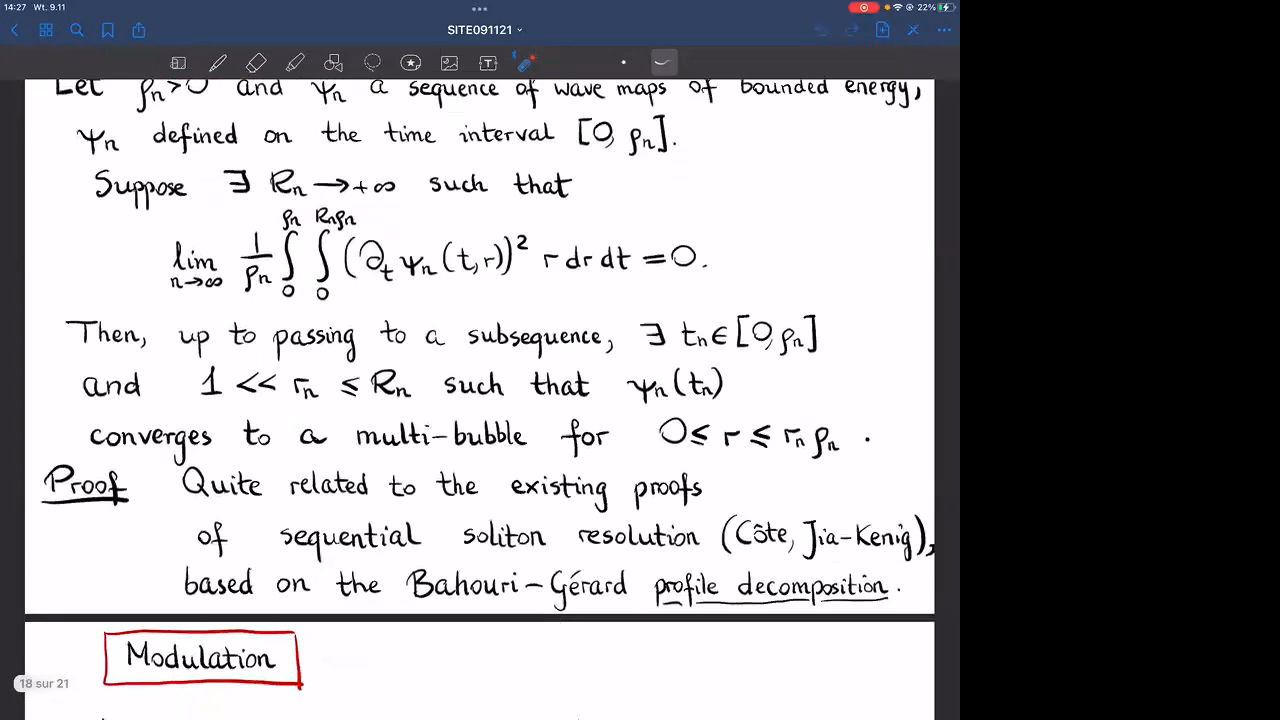 14:27 Wt. 9.11
22%
SITE091121
Let ρₙ>0 and ψₙ a sequence of wave maps of bounded energy,
ψₙ defined on the time interval [0, ρₙ].
Suppose ∃ Rₙ → +∞ such that
lim_{n→∞} 1/ρₙ ∫₀^{ρₙ} ∫₀^{Rₙρₙ} (∂ₜ ψₙ(t,r))² r dr dt = 0.
Then, up to passing to a subsequence, ∃ tₙ ∈ [0, ρₙ]
and 1 << rₙ ≤ Rₙ such that ψₙ(tₙ)
converges to a multi-bubble for 0 ≤ r ≤ rₙ ρₙ .
Proof Quite related to the existing proofs
of sequential soliton resolution (Côte, Jia-Kenig),
based on the Bahouri-Gérard profile decomposition.
Modulation
18 sur 21